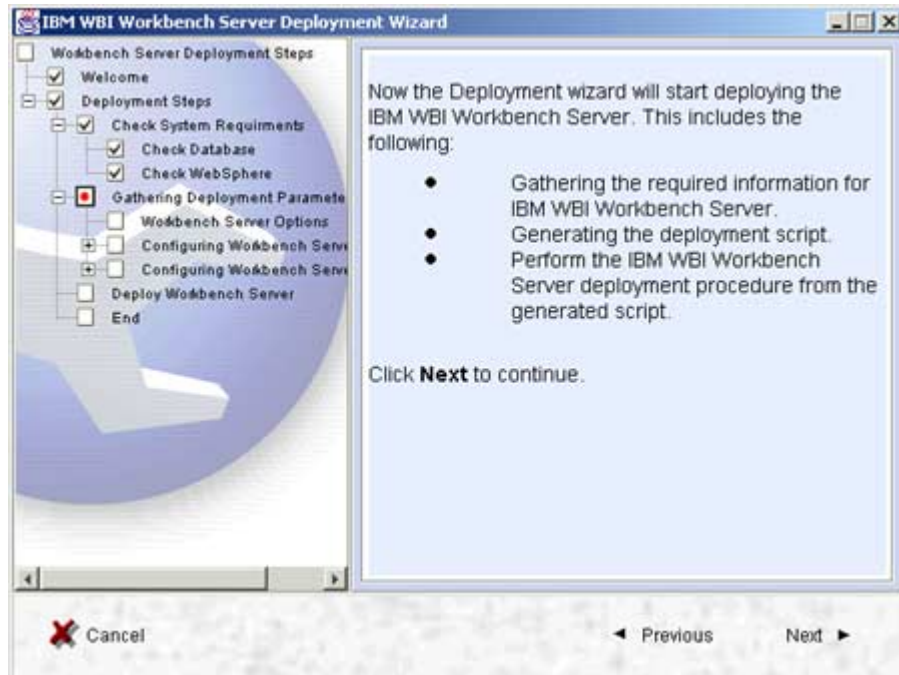 IBM WBI Workbench Server Deployment Wizard
Workbench Server Deployment Steps
Welcome
Deployment Steps
Check System Requirments
Check Database
Check WebSphere
Gathering Deployment Paramete
Workbench Server Options
Configuring Workbench Serve
Configuring Workbench Serve
Deploy Workbench Server
End
Now the Deployment wizard will start deploying the
IBM WBI Workbench Server. This includes the
following:
● Gathering the required information for
IBM WBI Workbench Server.
● Generating the deployment script.
● Perform the IBM WBI Workbench
Server deployment procedure from the
generated script.
Click Next to continue.
Cancel
Previous
Next